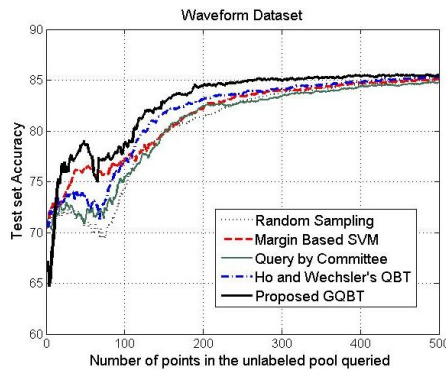 Waveform Dataset
90
85
80
75
70
65
60
Test set Accuracy
Random Sampling
Margin Based SVM
Query by Committee
Ho and Wechsler's QBT
Proposed GQBT
0 100 200 300 400 500
Number of points in the unlabeled pool queried